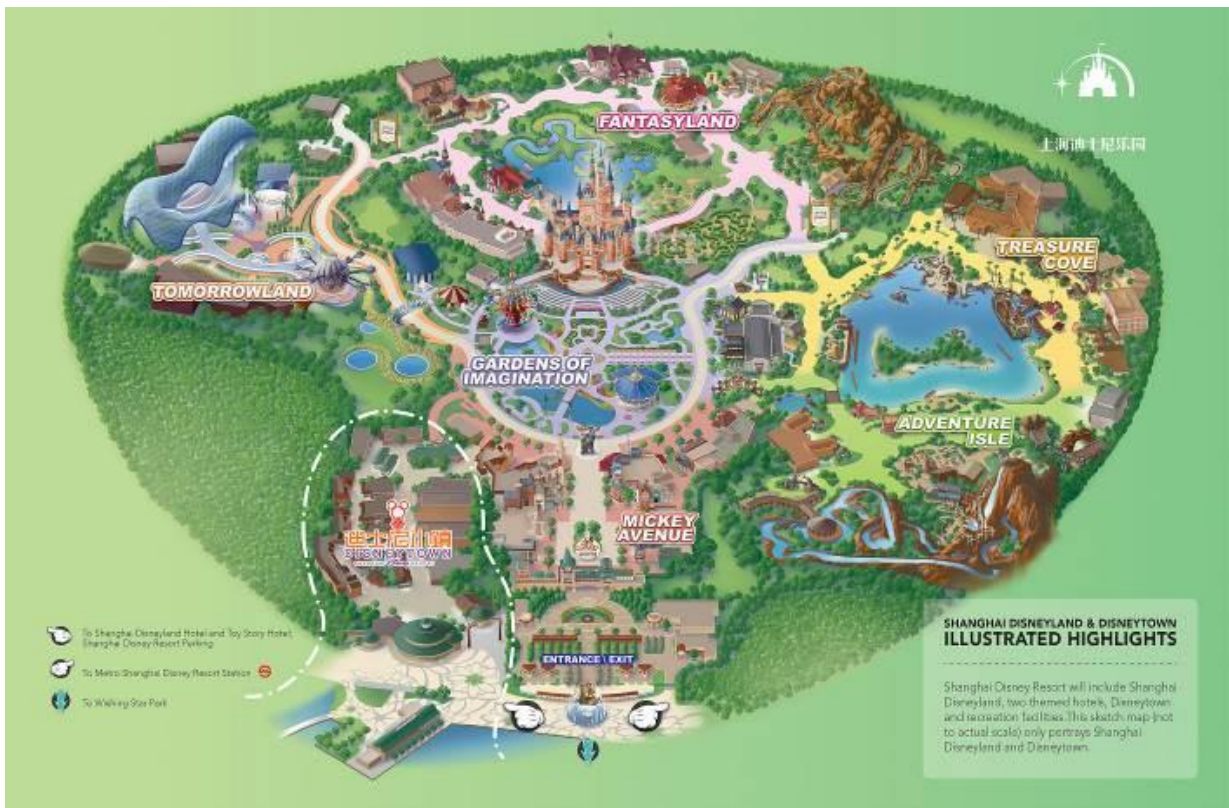 上海迪士尼乐园
FANTASYLAND
TREASURE
COVE
TOMORROWLAND
GARDENS OF
IMAGINATION
ADVENTURE
ISLE
MICKEY
AVENUE
迪士尼小镇
DISNEYTOWN
ENTRANCE \ EXIT
To Shanghai Disneyland Hotel and Toy Story Hotel,
Shanghai Disney Resort Parking
To Metro Shanghai Disney Resort Station
To Wishing Star Park
SHANGHAI DISNEYLAND & DISNEYTOWN
ILLUSTRATED HIGHLIGHTS
Shanghai Disney Resort will include Shanghai
Disneyland, two themed hotels, Disneytown
and recreation facilities. This sketch map (not
to actual scale) only portrays Shanghai
Disneyland and Disneytown.